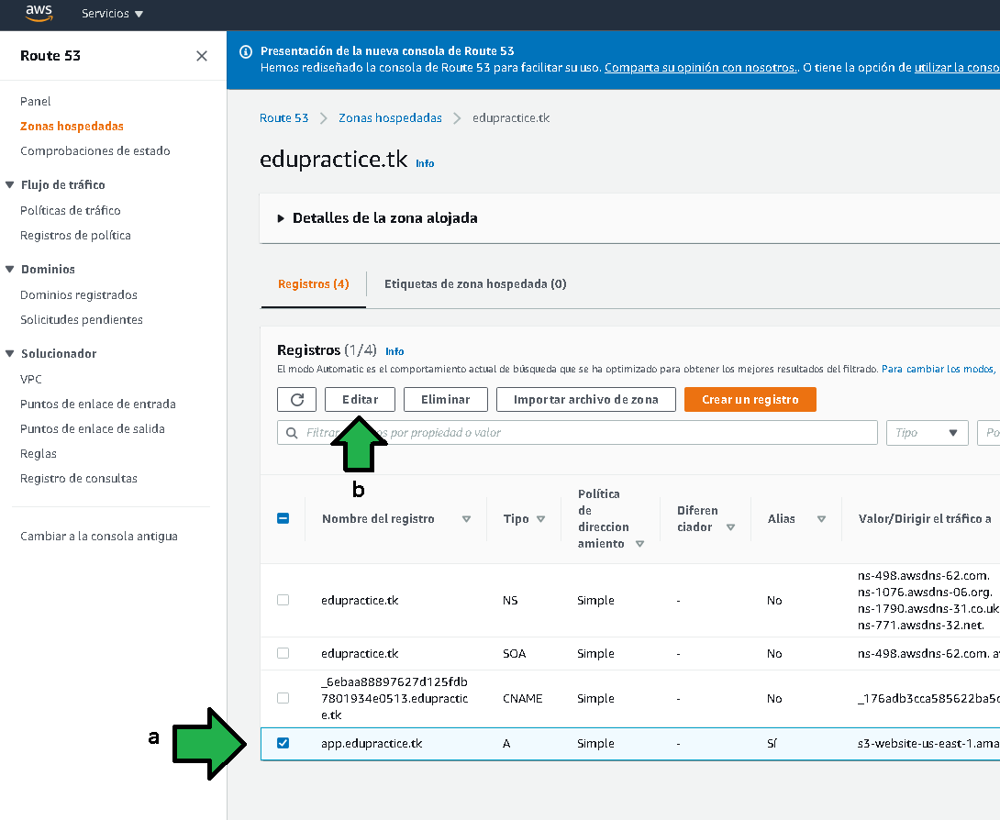 aws
Servicios
Route 53
Panel
Zonas hospedadas
Comprobaciones de estado
Flujo de tráfico
Políticas de tráfico
Registros de política
Dominios
Dominios registrados
Solicitudes pendientes
Solucionador
VPC
Puntos de enlace de entrada
Puntos de enlace de salida
Reglas
Registro de consultas
Cambiar a la consola antigua
Presentación de la nueva consola de Route 53
Hemos rediseñado la consola de Route 53 para facilitar su uso. Comparta su opinión con nosotros.. O tiene la opción de utilizar la conso
Route 53 > Zonas hospedadas > edupractice.tk
edupractice.tk Info
Detalles de la zona alojada
Registros (4) Etiquetas de zona hospedada (0)
Registros (1/4) Info
El modo Automatic es el comportamiento actual de búsqueda que se ha optimizado para obtener los mejores resultados del filtrado. Para cambiar los modos,
Editar Eliminar Importar archivo de zona Crear un registro
por propiedad o valor Tipo
b
Nombre del registro Tipo Política de direccionamiento Diferenciador Alias Valor/Dirigir el tráfico a
edupractice.tk NS Simple - No ns-498.awsdns-62.com.
ns-1076.awsdns-06.org.
ns-1790.awsdns-31.co.uk
ns-771.awsdns-32.net.
edupractice.tk SOA Simple - No ns-498.awsdns-62.com. a
_6ebaa88897627d125fdb
7801934e0513.edupractic
e.tk CNAME Simple - No _176adb3cca585622ba5
a
app.edupractice.tk A Simple - Sí s3-website-us-east-1.ama